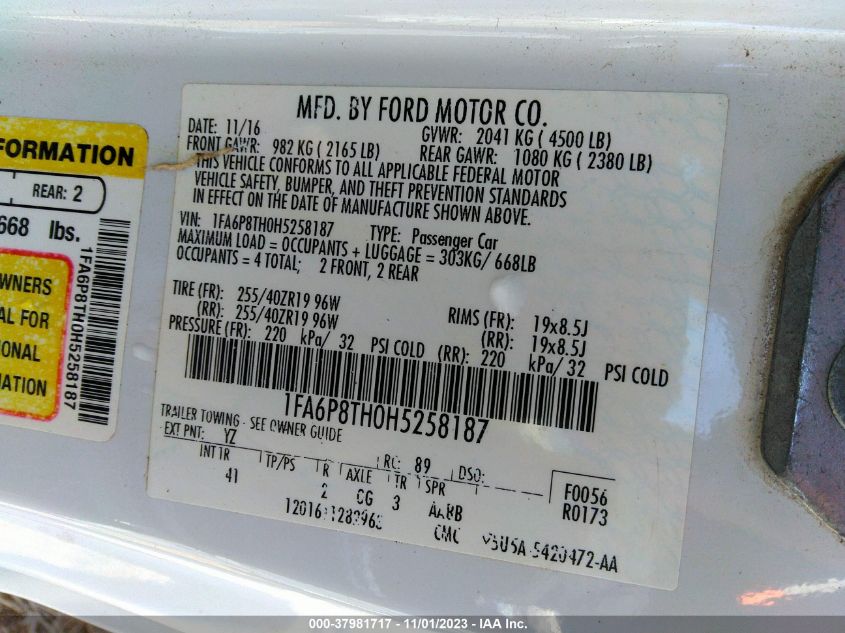 FORMATION
REAR: 2
668 lbs.
WNERS
AL FOR
IONAL
MATION
1FA6P8TH0H5258187
MFD. BY FORD MOTOR CO.
DATE: 11/16
GVWR: 2041 KG ( 4500 LB)
FRONT GAWR: 982 KG ( 2165 LB)
REAR GAWR: 1080 KG ( 2380 LB)
THIS VEHICLE CONFORMS TO ALL APPLICABLE FEDERAL MOTOR
VEHICLE SAFETY, BUMPER, AND THEFT PREVENTION STANDARDS
IN EFFECT ON THE DATE OF MANUFACTURE SHOWN ABOVE.
VIN: 1FA6P8TH0H5258187 TYPE: Passenger Car
MAXIMUM LOAD = OCCUPANTS + LUGGAGE = 303KG/ 668LB
OCCUPANTS = 4 TOTAL; 2 FRONT, 2 REAR
TIRE (FR): 255/40ZR19 96W RIMS (FR): 19x8.5J
(RR): 255/40ZR19 96W (RR): 19x8.5J
PRESSURE (FR): 220 kPa/ 32 PSI COLD (RR): 220 kPa/ 32 PSI COLD
1FA6P8TH0H5258187
TRAILER TOWING - SEE OWNER GUIDE
EXT PNT: YZ RC: 89 DSO:
INT TR TP/PS R AXLE TR SPR
41 2 CG 3
F0056
R0173
CMC
000-37981717 - 11/01/2023 - IAA Inc.